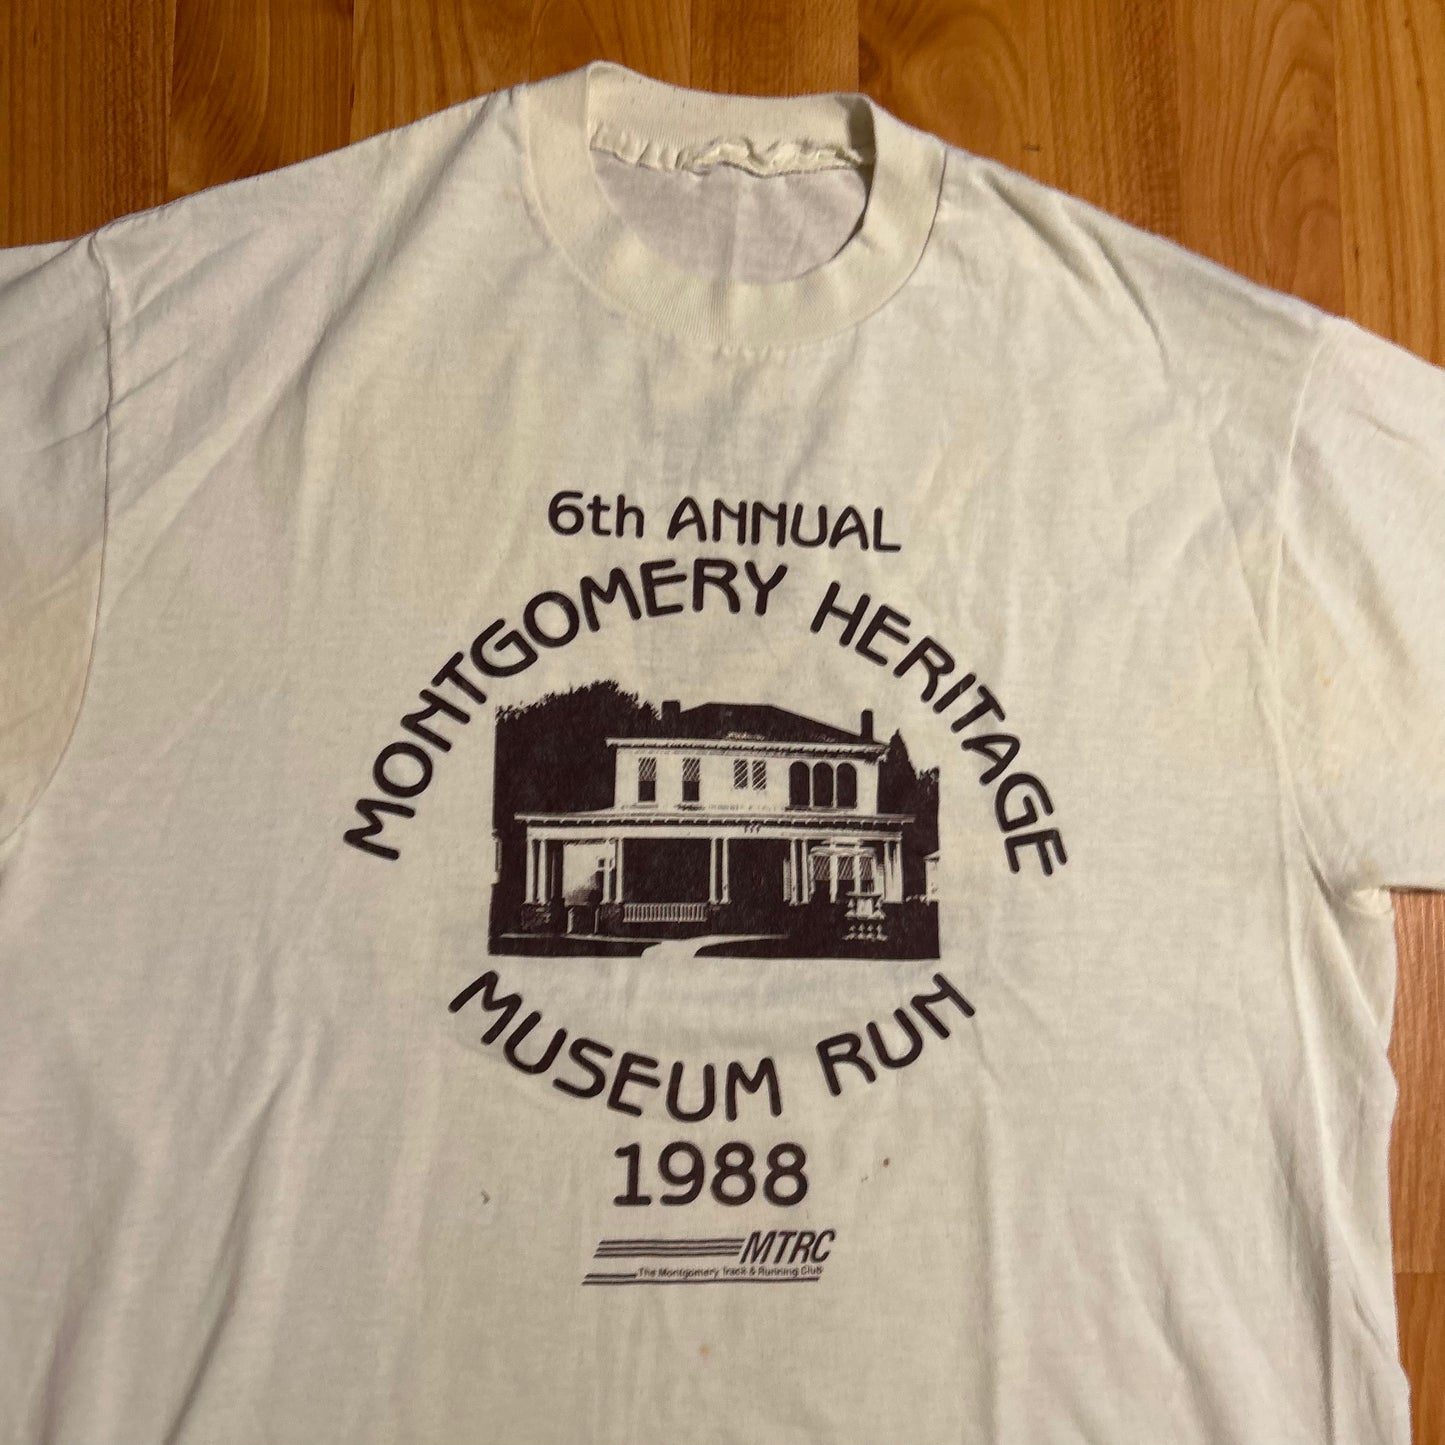 6th ANNUAL
MONTGOMERY HERITAGE
MUSEUM RUN
1988
MTRC
The Montgomery Track & Running Club